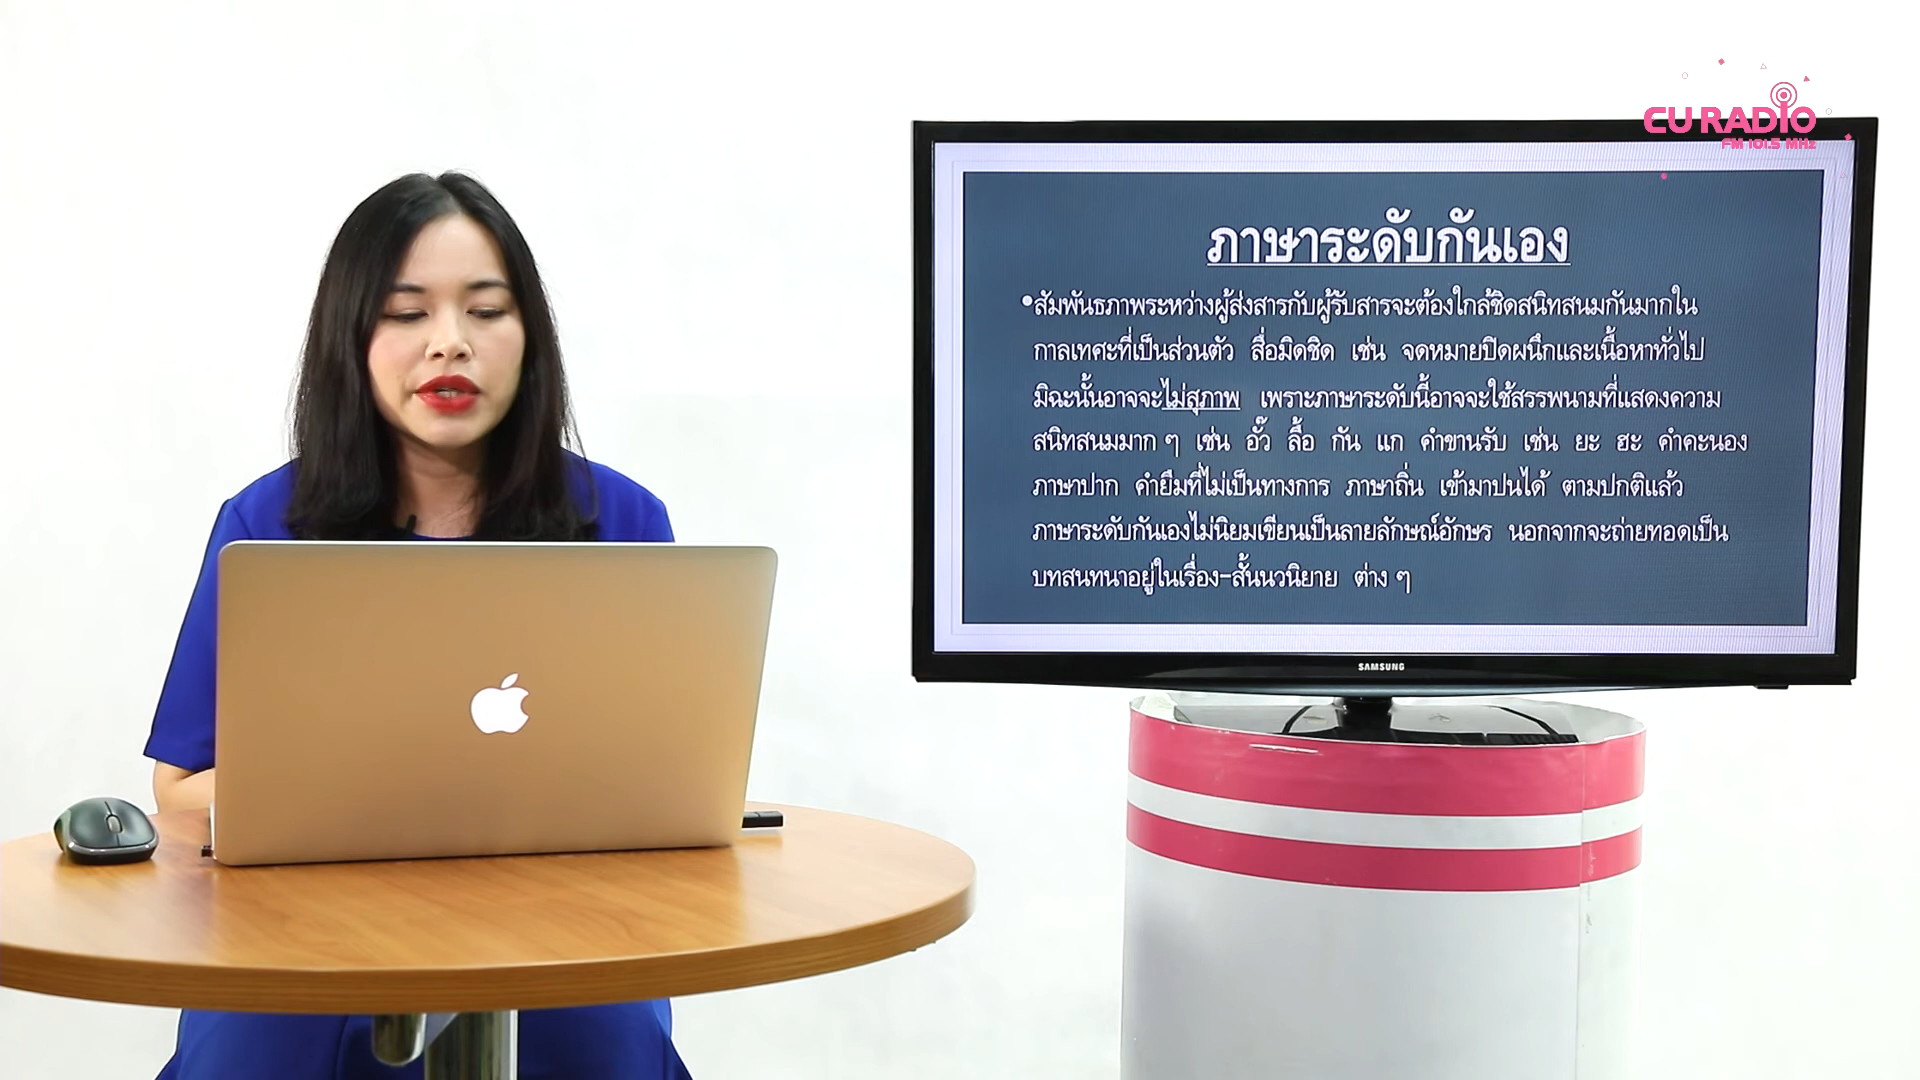 CU RADIO
FM 101.5 MHz
ภาษาระดับกันเอง
•สัมพันธภาพระหว่างผู้ส่งสารกับผู้รับสารจะต้องใกล้ชิดสนิทสนมกันมากใน
กาลเทศะที่เป็นส่วนตัว สื่อมิดชิด เช่น จดหมายปิดผนึกและเนื้อหาทั่วไป
มิฉะนั้นอาจจะไม่สุภาพ เพราะภาษาระดับนี้อาจจะใช้สรรพนามที่แสดงความ
สนิทสนมมาก ๆ เช่น อั๊ว ลื้อ กัน แก คำขานรับ เช่น ยะ ฮะ คำคะนอง
ภาษาปาก คำยืมที่ไม่เป็นทางการ ภาษาถิ่น เข้ามาปนได้ ตามปกติแล้ว
ภาษาระดับกันเองไม่นิยมเขียนเป็นลายลักษณ์อักษร นอกจากจะถ่ายทอดเป็น
บทสนทนาอยู่ในเรื่อง-สั้นนวนิยาย ต่าง ๆ
SAMSUNG